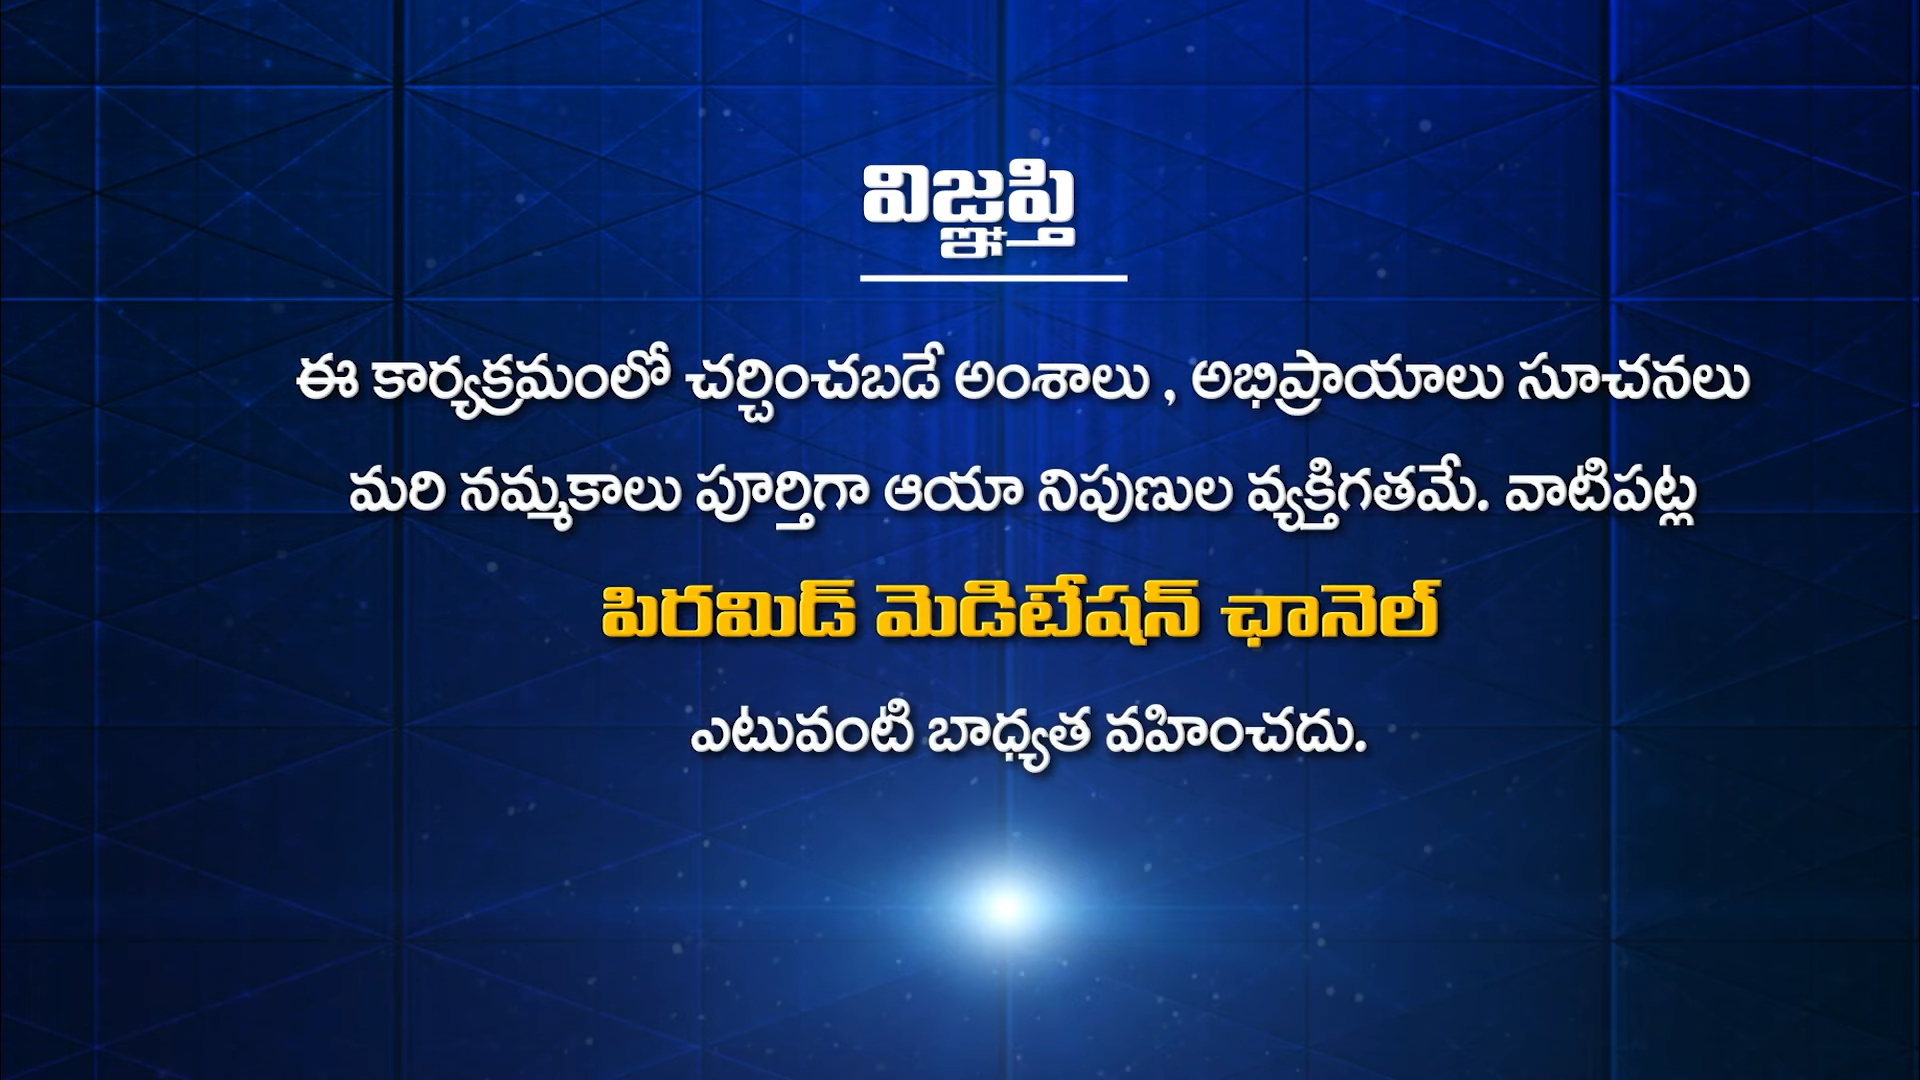 విజ్ఞప్తి
ఈ కార్యక్రమంలో చర్చించబడే అంశాలు , అభిప్రాయాలు సూచనలు
మరి నమ్మకాలు పూర్తిగా ఆయా నిపుణుల వ్యక్తిగతమే. వాటిపట్ల
పిరమిడ్ మెడిటేషన్ ఛానెల్
ఎటువంటి బాధ్యత వహించదు.